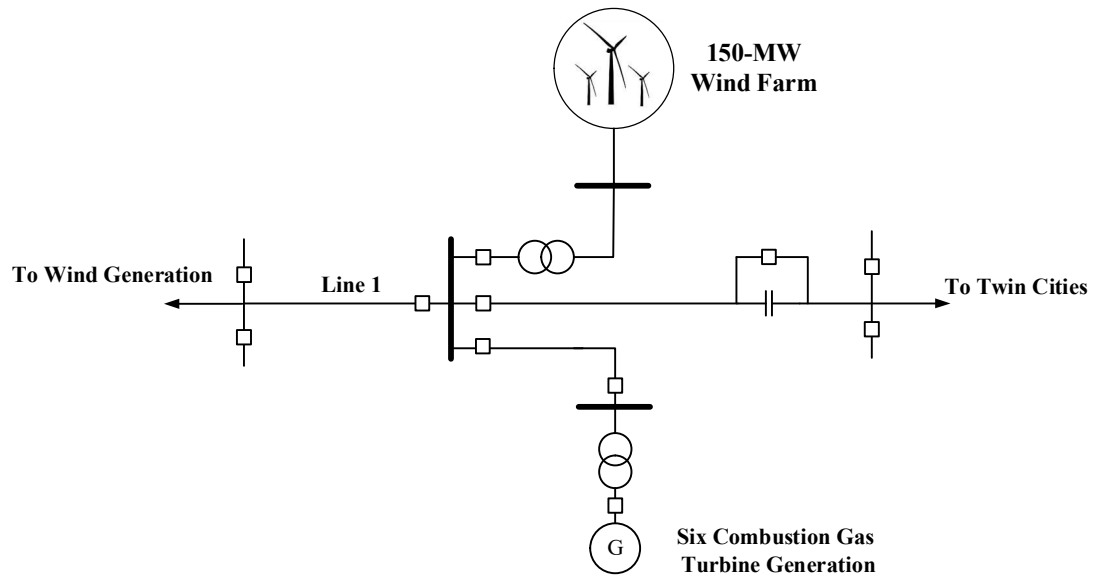 150-MW
Wind Farm
To Wind Generation
Line 1
To Twin Cities
G
Six Combustion Gas
Turbine Generation